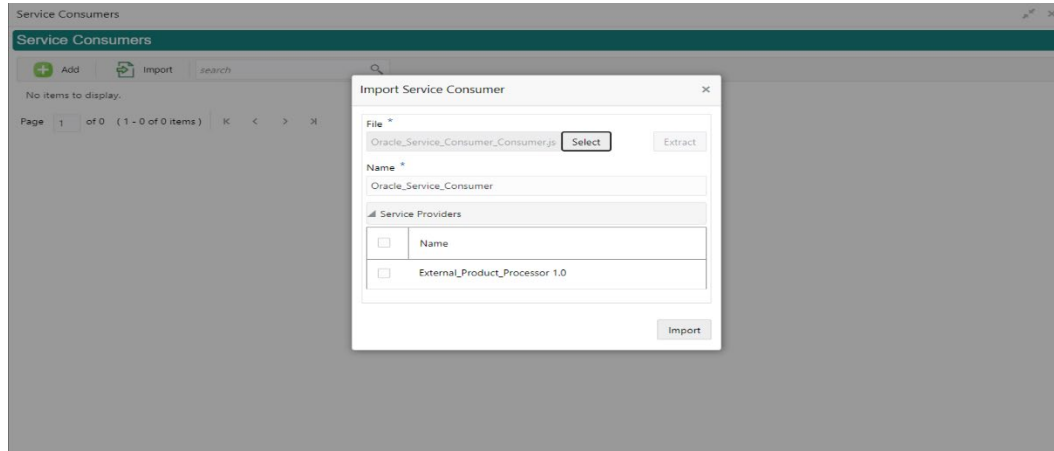 Service Consumers
Service Consumers
Add Import search
No items to display.
Page 1 of 0 (1 - 0 of 0 items)
Import Service Consumer
File *
Oracle_Service_Consumer_Consumer.js Select Extract
Name *
Oracle_Service_Consumer
Service Providers
Name
External_Product_Processor 1.0
Import